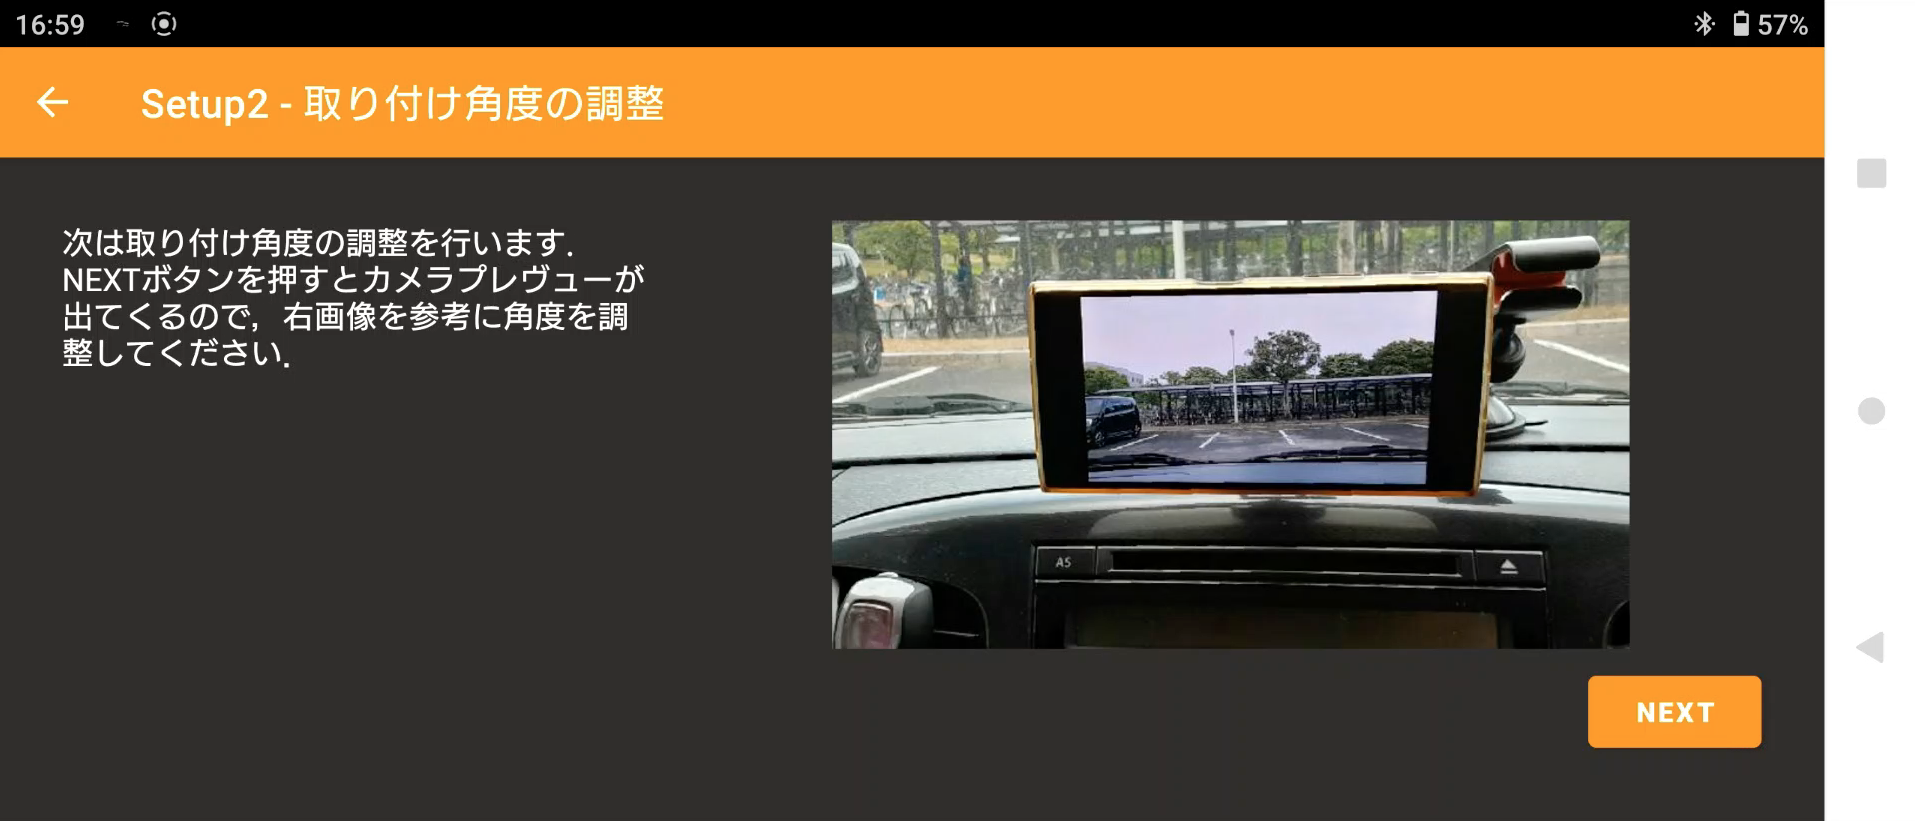 16:59
57%
Setup2 - 取り付け角度の調整
次は取り付け角度の調整を行います．
NEXTボタンを押すとカメラプレヴューが
出てくるので，右画像を参考に角度を調
整してください．
AS
NEXT